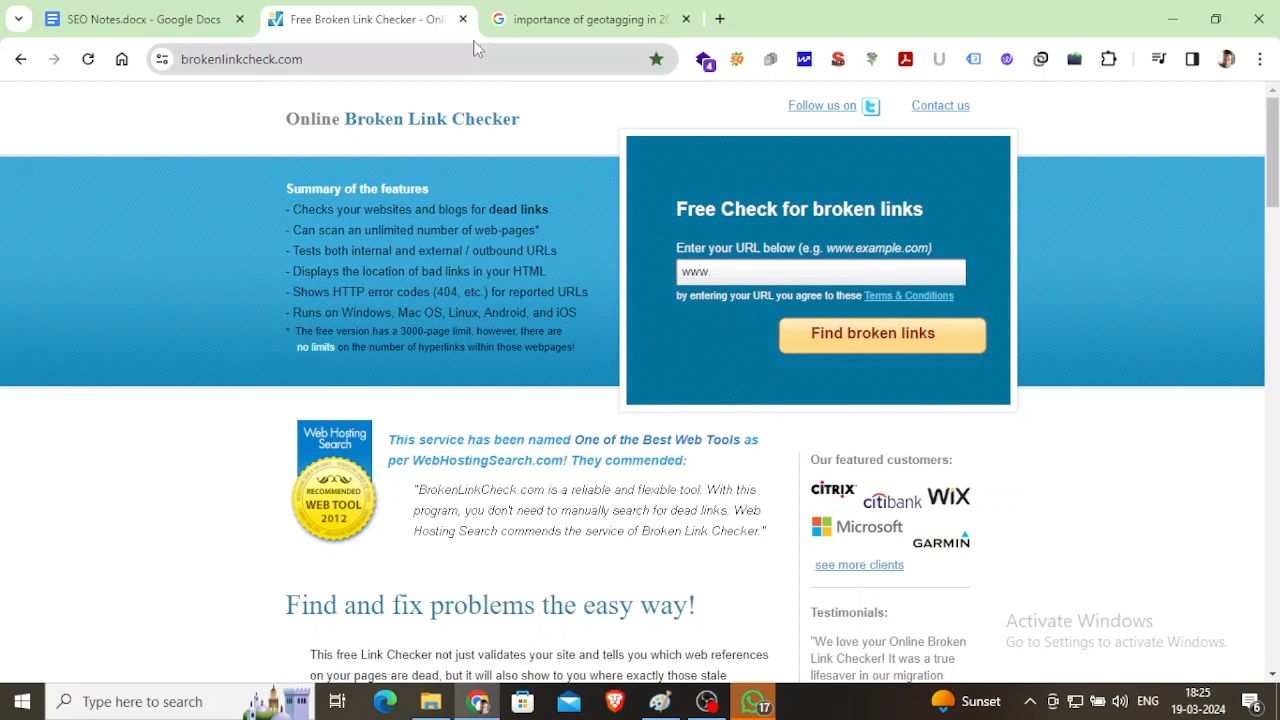 SEO Notes.docx - Google Docs
Free Broken Link Checker - Onl
importance of geotagging in 20
brokenlinkcheck.com
4
Online Broken Link Checker
Follow us on
Contact us
Summary of the features
- Checks your websites and blogs for dead links
- Can scan an unlimited number of web-pages*
- Tests both internal and external / outbound URLs
- Displays the location of bad links in your HTML
- Shows HTTP error codes (404, etc.) for reported URLs
- Runs on Windows, Mac OS, Linux, Android, and iOS
* The free version has a 3000-page limit, however, there are
no limits on the number of hyperlinks within those webpages!
Free Check for broken links
Enter your URL below (e.g. www.example.com)
www.
by entering your URL you agree to these Terms & Conditions
Find broken links
Web Hosting
Search
RECOMMENDED
WEB TOOL
2012
This service has been named One of the Best Web Tools as
per WebHostingSearch.com! They commented:
"BrokenLinkCheck.com is a reliable and flexible tool. With this
program, you don't need to manually search for dead links. Web
Hosting Search commends the service of Broken Link Checker."
Our featured customers:
CITRIX
citibank
WIX
Microsoft
GARMIN
see more clients
Find and fix problems the easy way!
This free Link Checker not just validates your site and tells you which web references
on your pages are dead, but it will also show to you where exactly those stale
Testimonials:
"We love your Online Broken
Link Checker! It was a true
lifesaver in our migration
Activate Windows
Go to Settings to activate Windows.
Type here to search
17
Sunset
ENG
18:25
19-03-2024
6